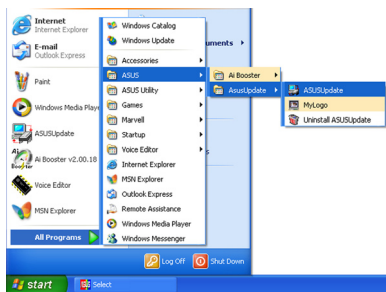 Internet
Internet Explorer
E-mail
Outlook Express
Paint
Windows Media Playe
ASUSUpdate
Ai Booster v2.00.18
Voice Editor
MSN Explorer
All Programs
Windows Catalog
Windows Update
Accessories
ASUS
ASUS Utility
Games
Marvell
Startup
Voice Editor
Internet Explorer
MSN Explorer
Outlook Express
Remote Assistance
Windows Media Player
Windows Messenger
uments
s
Ai Booster
AsusUpdate
ASUSUpdate
MyLogo
Uninstall ASUSUpdate
Log Off
Shut Down
start
Select